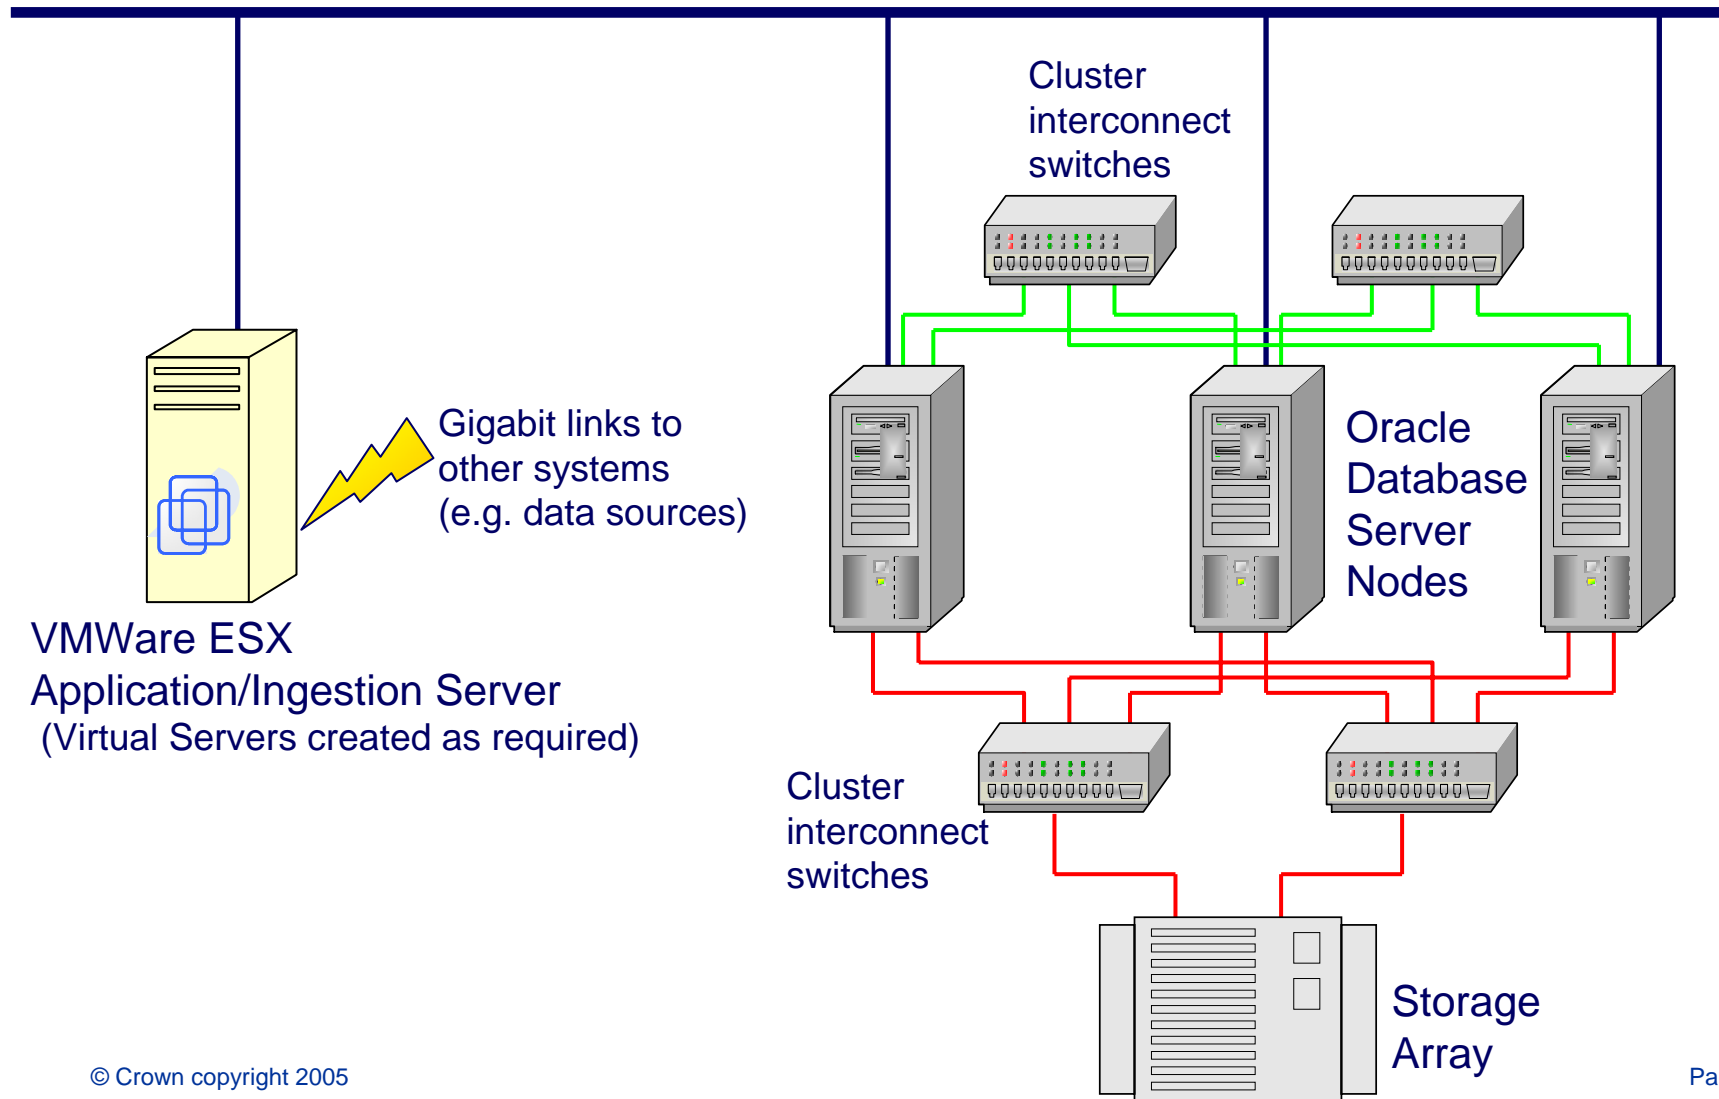 Cluster
interconnect
switches
Gigabit links to
other systems
(e.g. data sources)
Oracle
Database
Server
Nodes
VMWare ESX
Application/Ingestion Server
(Virtual Servers created as required)
Cluster
interconnect
switches
Storage
Array
© Crown copyright 2005
Pa